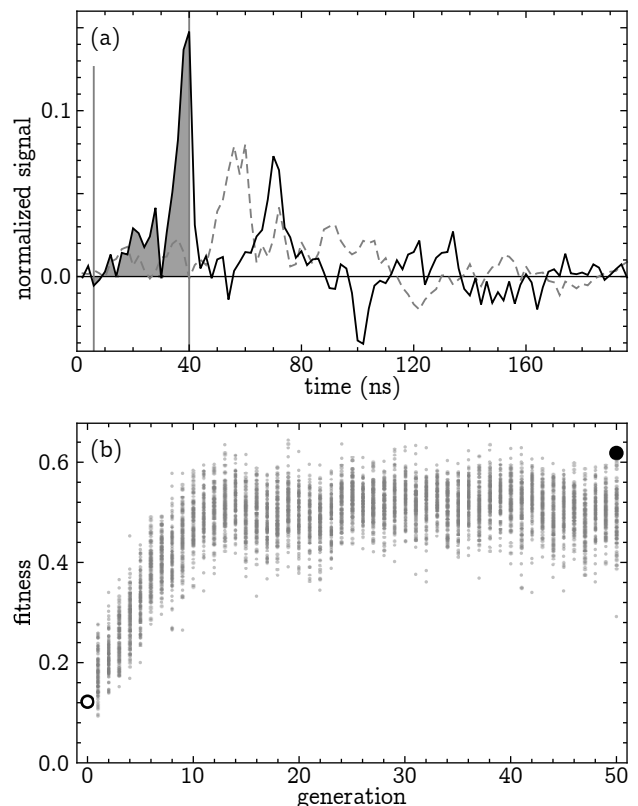 (a)
normalized signal
0.1
0.0
0 40 80 120 160
time (ns)
(b)
fitness
0.6
0.4
0.2
0.0
0 10 20 30 40 50
generation